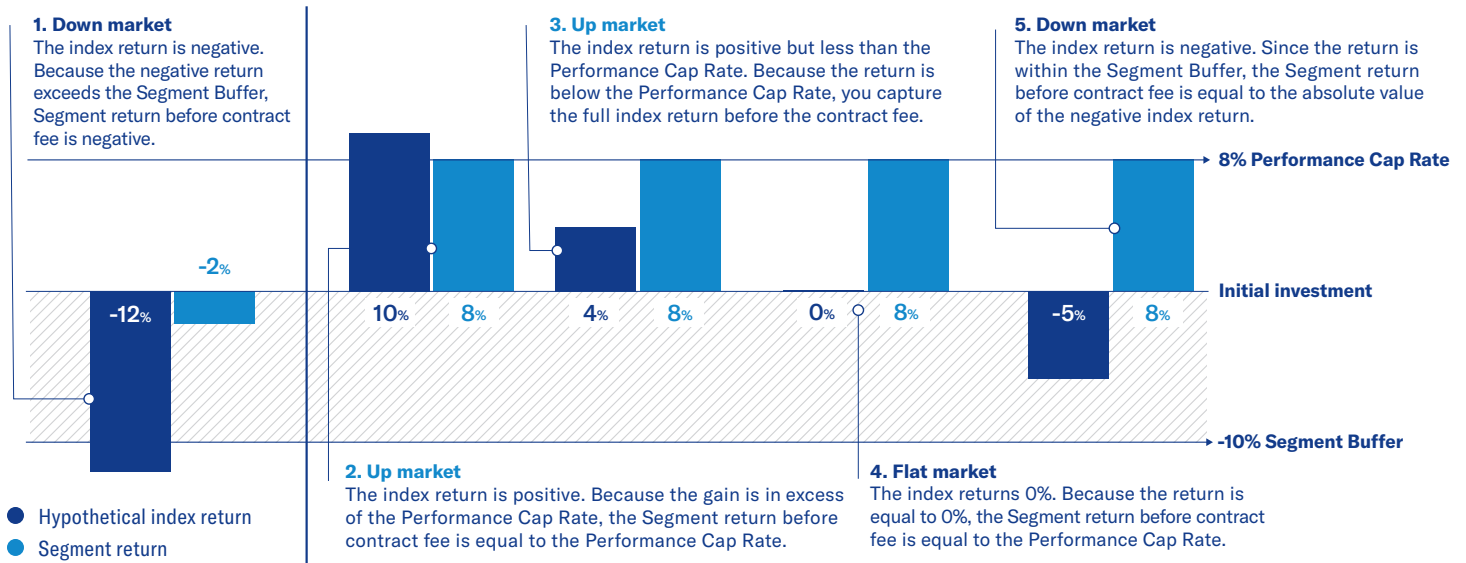 1. Down market
The index return is negative.
Because the negative return
exceeds the Segment Buffer,
Segment return before contract
fee is negative.
3. Up market
The index return is positive but less than the
Performance Cap Rate. Because the return is
below the Performance Cap Rate, you capture
the full index return before the contract fee.
5. Down market
The index return is negative. Since the return is
within the Segment Buffer, the Segment return
before contract fee is equal to the absolute value
of the negative index return.
8% Performance Cap Rate
-2%
Initial investment
-12%
10%
8%
4%
8%
0%
8%
-5%
8%
-10% Segment Buffer
2. Up market
The index return is positive. Because the gain is in excess
of the Performance Cap Rate, the Segment return before
contract fee is equal to the Performance Cap Rate.
4. Flat market
The index returns 0%. Because the return is
equal to 0%, the Segment return before contract
fee is equal to the Performance Cap Rate.
Hypothetical index return
Segment return